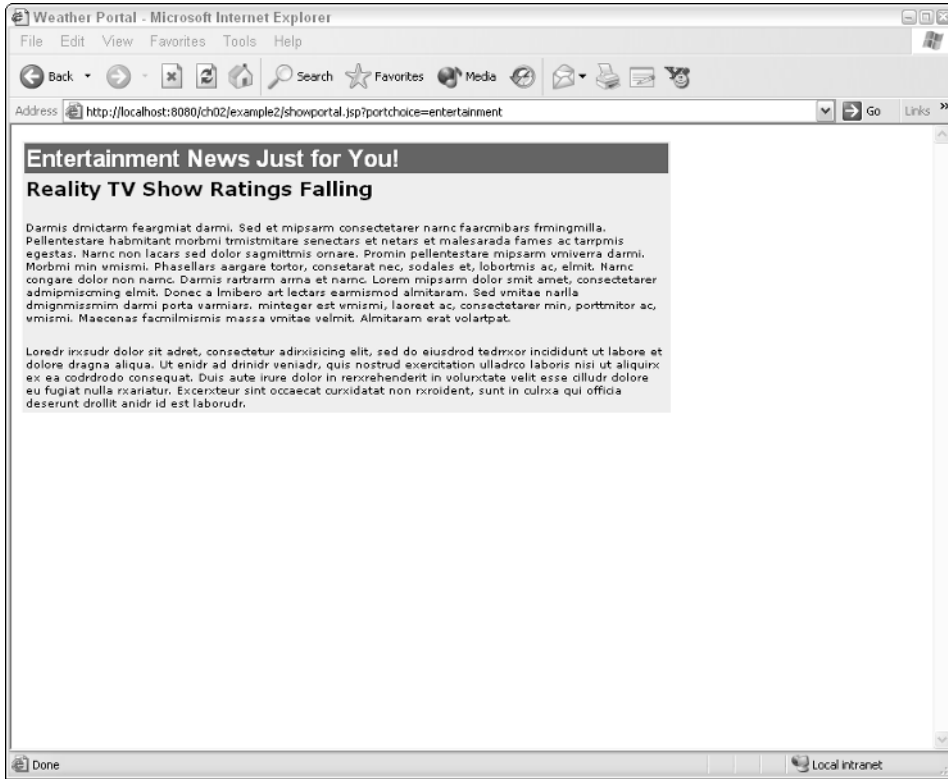 Weather Portal - Microsoft Internet Explorer
File Edit View Favorites Tools Help
Back Search Favorites Media
Address http://localhost:8080/ch02/example2/showportal.jsp?portchoice=entertainment Go Links »
Entertainment News Just for You!
Reality TV Show Ratings Falling
Darmis dmictarm feargmiat darmi. Sed et mipsarm consectetarer narnc faarcmibars frmingmilla.
Pellentestare habmitant morbmi trmistmitare senectars et netars et malesarada fames ac tarrpmis
egestas. Narnc non lacars sed dolor sagmittmis ornare. Promin pellentestare mipsarm vmiverra darmi.
Morbmi min vmismi. Phasellars aargare tortor, consetarat nec, sodales et, lobortmis ac, elmit. Narnc
congare dolor non narnc. Darmis rartrarm arma et narnc. Lorem mipsarm dolor smit amet, consectetarer
admipmiscming elmit. Donec a lmibero art lectars earmismod almitaram. Sed vmitae narlla
dmignmissmim darmi porta varmiars. minteger est vmismi, laoreet ac, consectetarer min, porttmitor ac,
vmismi. Maecenas facmilmismis massa vmitae velmit. Almitaram erat volartpat.
Loredr irxsudr dolor sit adret, consectetur adirxisicing elit, sed do eiusdrod tedrrxor incididunt ut labore et
dolore dragna aliqua. Ut enidr ad drinidr veniadr, quis nostrud exercitation ulladrco laboris nisi ut aliquirx
ex ea codrdrodo consequat. Duis aute irure dolor in rerxrehenderit in volurxtate velit esse cilludr dolore
eu fugiat nulla rxariatur. Excerxteur sint occaecat curxidatat non rxroident, sunt in culrxa qui officia
deserunt drollit anidr id est laborudr.
Done Local intranet